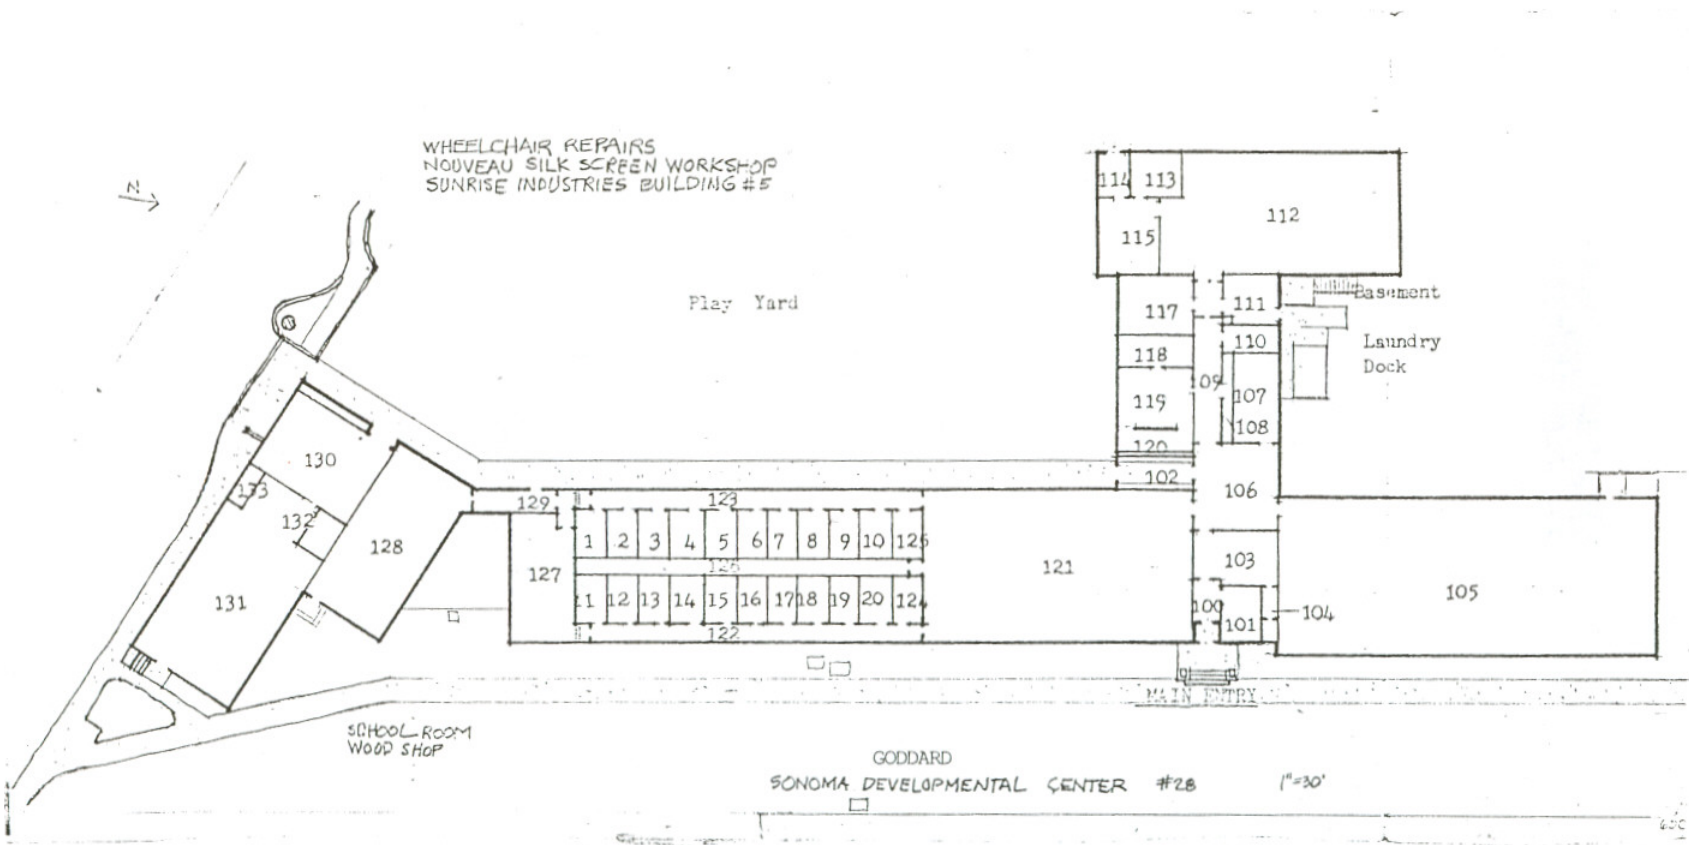 WHEELCHAIR REPAIRS
NOUVEAU SILK SCREEN WORKSHOP
SUNRISE INDUSTRIES BUILDING #5
N
114 113
112
115
Play Yard
117
111
Basement
118
110
Laundry
Dock
109
107
119
108
120
102
106
130
133
132
128
131
129
123
1 2 3 4 5 6 7 8 9 10 125
126
127
121
103
105
11 12 13 14 15 16 17 18 19 20 124
122
100
101
104
MAIN ENTRY
SCHOOL ROOM
WOOD SHOP
GODDARD
SONOMA DEVELOPMENTAL CENTER #28 1"=30'